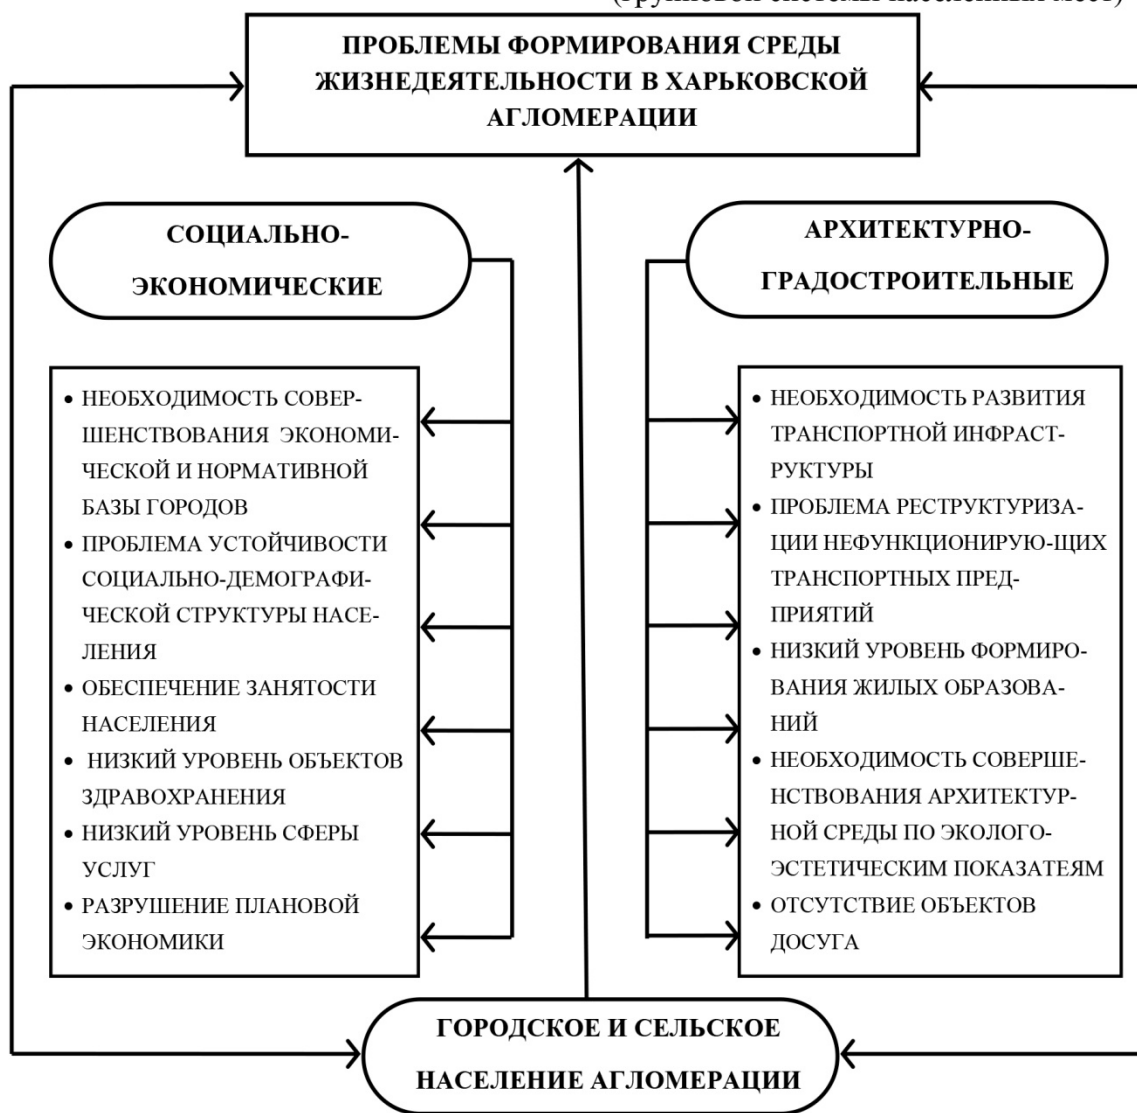 (групповой системы населенных мест)
ПРОБЛЕМЫ ФОРМИРОВАНИЯ СРЕДЫ
ЖИЗНЕДЕЯТЕЛЬНОСТИ В ХАРЬКОВСКОЙ
АГЛОМЕРАЦИИ
СОЦИАЛЬНО-
ЭКОНОМИЧЕСКИЕ
АРХИТЕКТУРНО-
ГРАДОСТРОИТЕЛЬНЫЕ
• НЕОБХОДИМОСТЬ СОВЕР-
ШЕНСТВОВАНИЯ ЭКОНОМИ-
ЧЕСКОЙ И НОРМАТИВНОЙ
БАЗЫ ГОРОДОВ
• ПРОБЛЕМА УСТОЙЧИВОСТИ
СОЦИАЛЬНО-ДЕМОГРАФИ-
ЧЕСКОЙ СТРУКТУРЫ НАСЕ-
ЛЕНИЯ
• ОБЕСПЕЧЕНИЕ ЗАНЯТОСТИ
НАСЕЛЕНИЯ
• НИЗКИЙ УРОВЕНЬ ОБЪЕКТОВ
ЗДРАВОХРАНЕНИЯ
• НИЗКИЙ УРОВЕНЬ СФЕРЫ
УСЛУГ
• РАЗРУШЕНИЕ ПЛАНОВОЙ
ЭКОНОМИКИ
• НЕОБХОДИМОСТЬ РАЗВИТИЯ
ТРАНСПОРТНОЙ ИНФРАСТ-
РУКТУРЫ
• ПРОБЛЕМА РЕСТРУКТУРИЗА-
ЦИИ НЕФУНКЦИОНИРУЮ-ЩИХ
ТРАНСПОРТНЫХ ПРЕД-
ПРИЯТИЙ
• НИЗКИЙ УРОВЕНЬ ФОРМИРО-
ВАНИЯ ЖИЛЫХ ОБРАЗОВА-
НИЙ
• НЕОБХОДИМОСТЬ СОВЕРШЕ-
НСТВОВАНИЯ АРХИТЕКТУР-
НОЙ СРЕДЫ ПО ЭКОЛОГО-
ЭСТЕТИЧЕСКИМ ПОКАЗАТЕЯМ
• ОТСУТСТВИЕ ОБЪЕКТОВ
ДОСУГА
ГОРОДСКОЕ И СЕЛЬСКОЕ
НАСЕЛЕНИЕ АГЛОМЕРАЦИИ